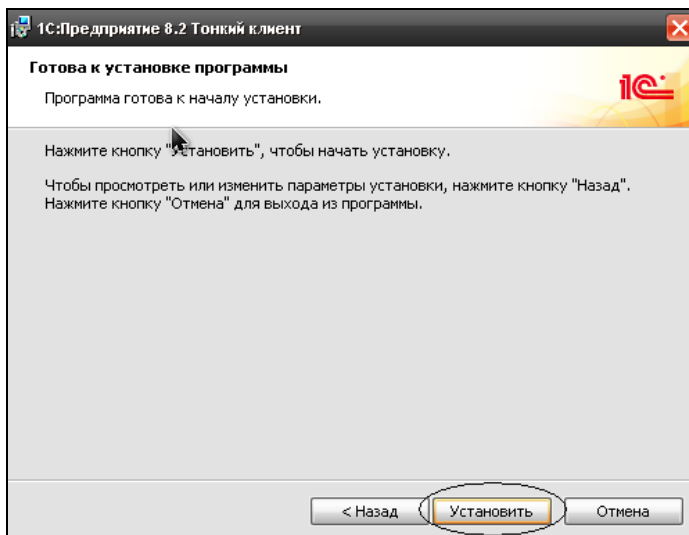 1С:Предприятие 8.2 Тонкий клиент
Готова к установке программы
1С
Программа готова к началу установки.
Нажмите кнопку "Установить", чтобы начать установку.
Чтобы просмотреть или изменить параметры установки, нажмите кнопку "Назад".
Нажмите кнопку "Отмена" для выхода из программы.
< Назад Установить Отмена